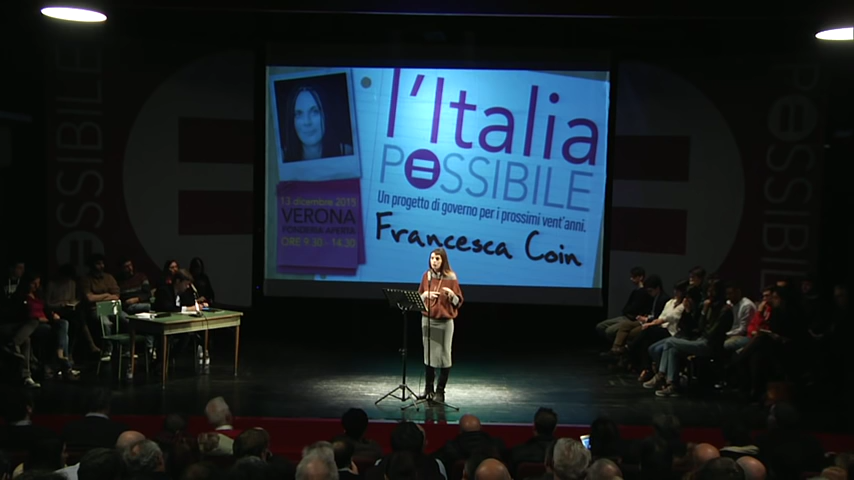 l'Italia
POSSIBILE
Un progetto di governo per i prossimi vent'anni.
Francesca Coin
13 dicembre 2015
VERONA
FONDERIA APERTA
ORE 9.30 - 14.30
POSSIBILE
POSSIBILE